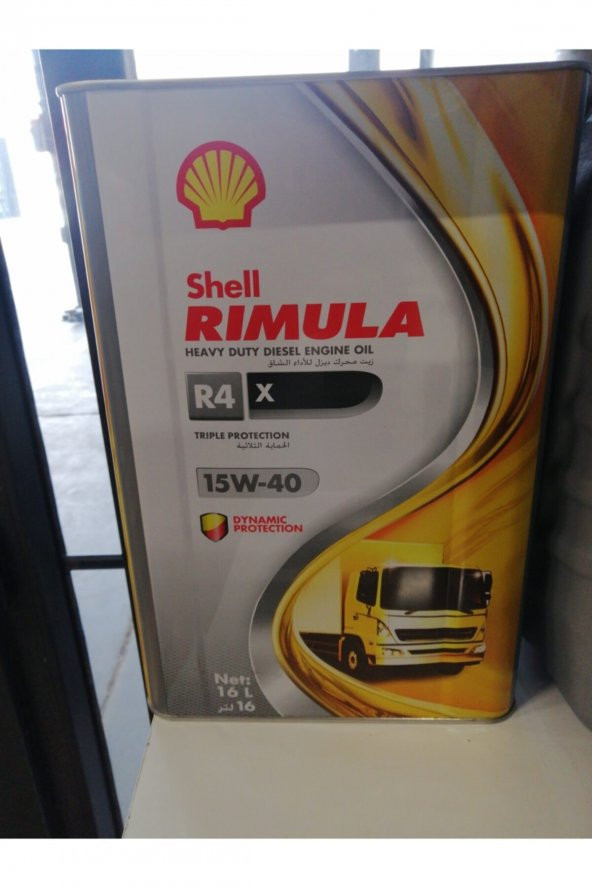 Shell
RIMULA
HEAVY DUTY DIESEL ENGINE OIL
زيت محرك ديزل للأداء الشاق
R4 X
TRIPLE PROTECTION
الحماية الثلاثية
15W-40
DYNAMIC
PROTECTION
Net:
16 L
16 لتر